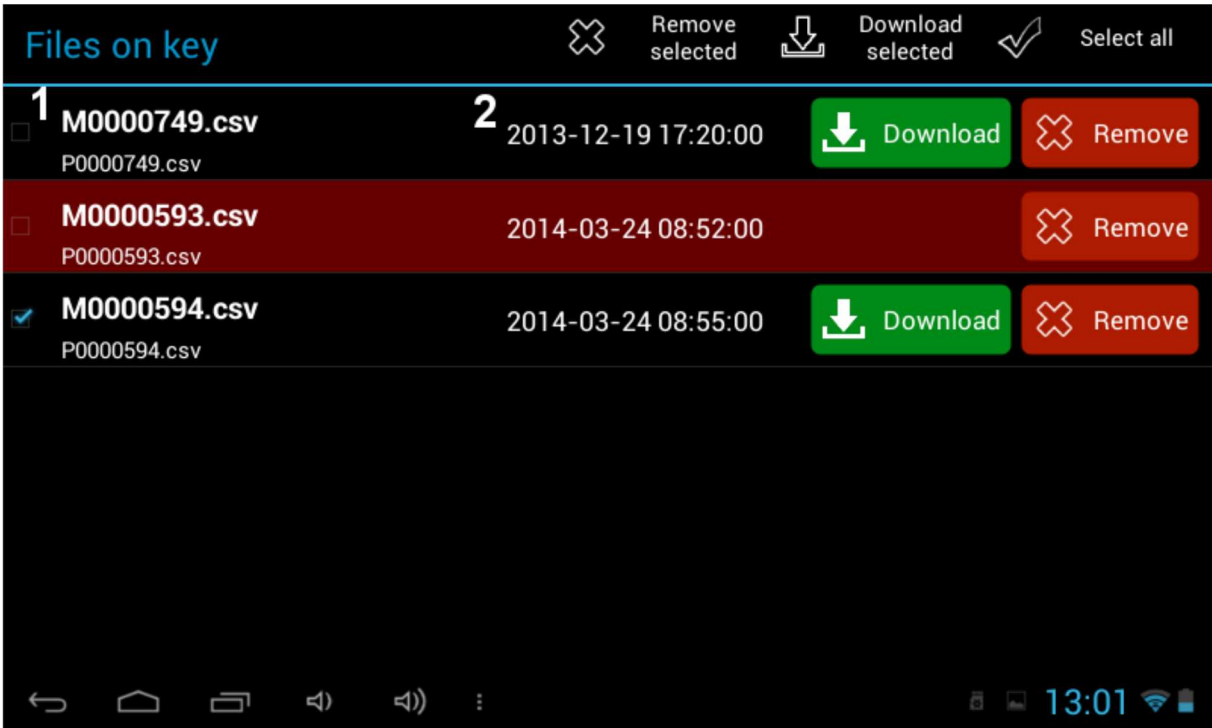 Files on key
Remove
selected
Download
selected
Select all
1
M0000749.csv
P0000749.csv
2
2013-12-19 17:20:00
Download
Remove
M0000593.csv
P0000593.csv
2014-03-24 08:52:00
Remove
M0000594.csv
P0000594.csv
2014-03-24 08:55:00
Download
Remove
13:01